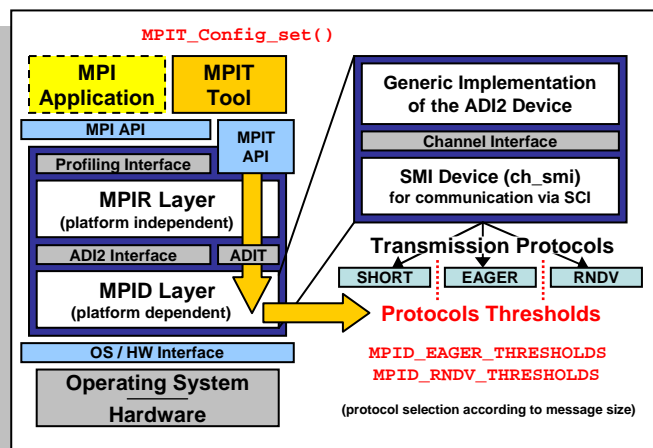 MPIT_Config_set()
MPI
Application
MPIT
Tool
MPI API
MPIT
API
Profiling Interface
MPIR Layer
(platform independent)
ADI2 Interface
ADIT
MPID Layer
(platform dependent)
OS / HW Interface
Operating System
Hardware
Generic Implementation
of the ADI2 Device
Channel Interface
SMI Device (ch_smi)
for communication via SCI
Transmission Protocols
SHORT
EAGER
RNDV
Protocols Thresholds
MPID_EAGER_THRESHOLDS
MPID_RNDV_THRESHOLDS
(protocol selection according to message size)